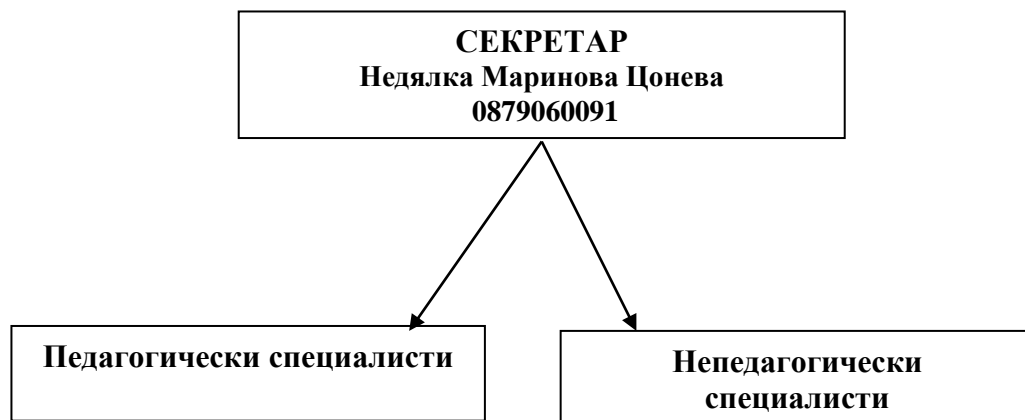 СЕКРЕТАР
Недялка Маринова Цонева
0879060091
Педагогически специалисти
Непедагогически
специалисти